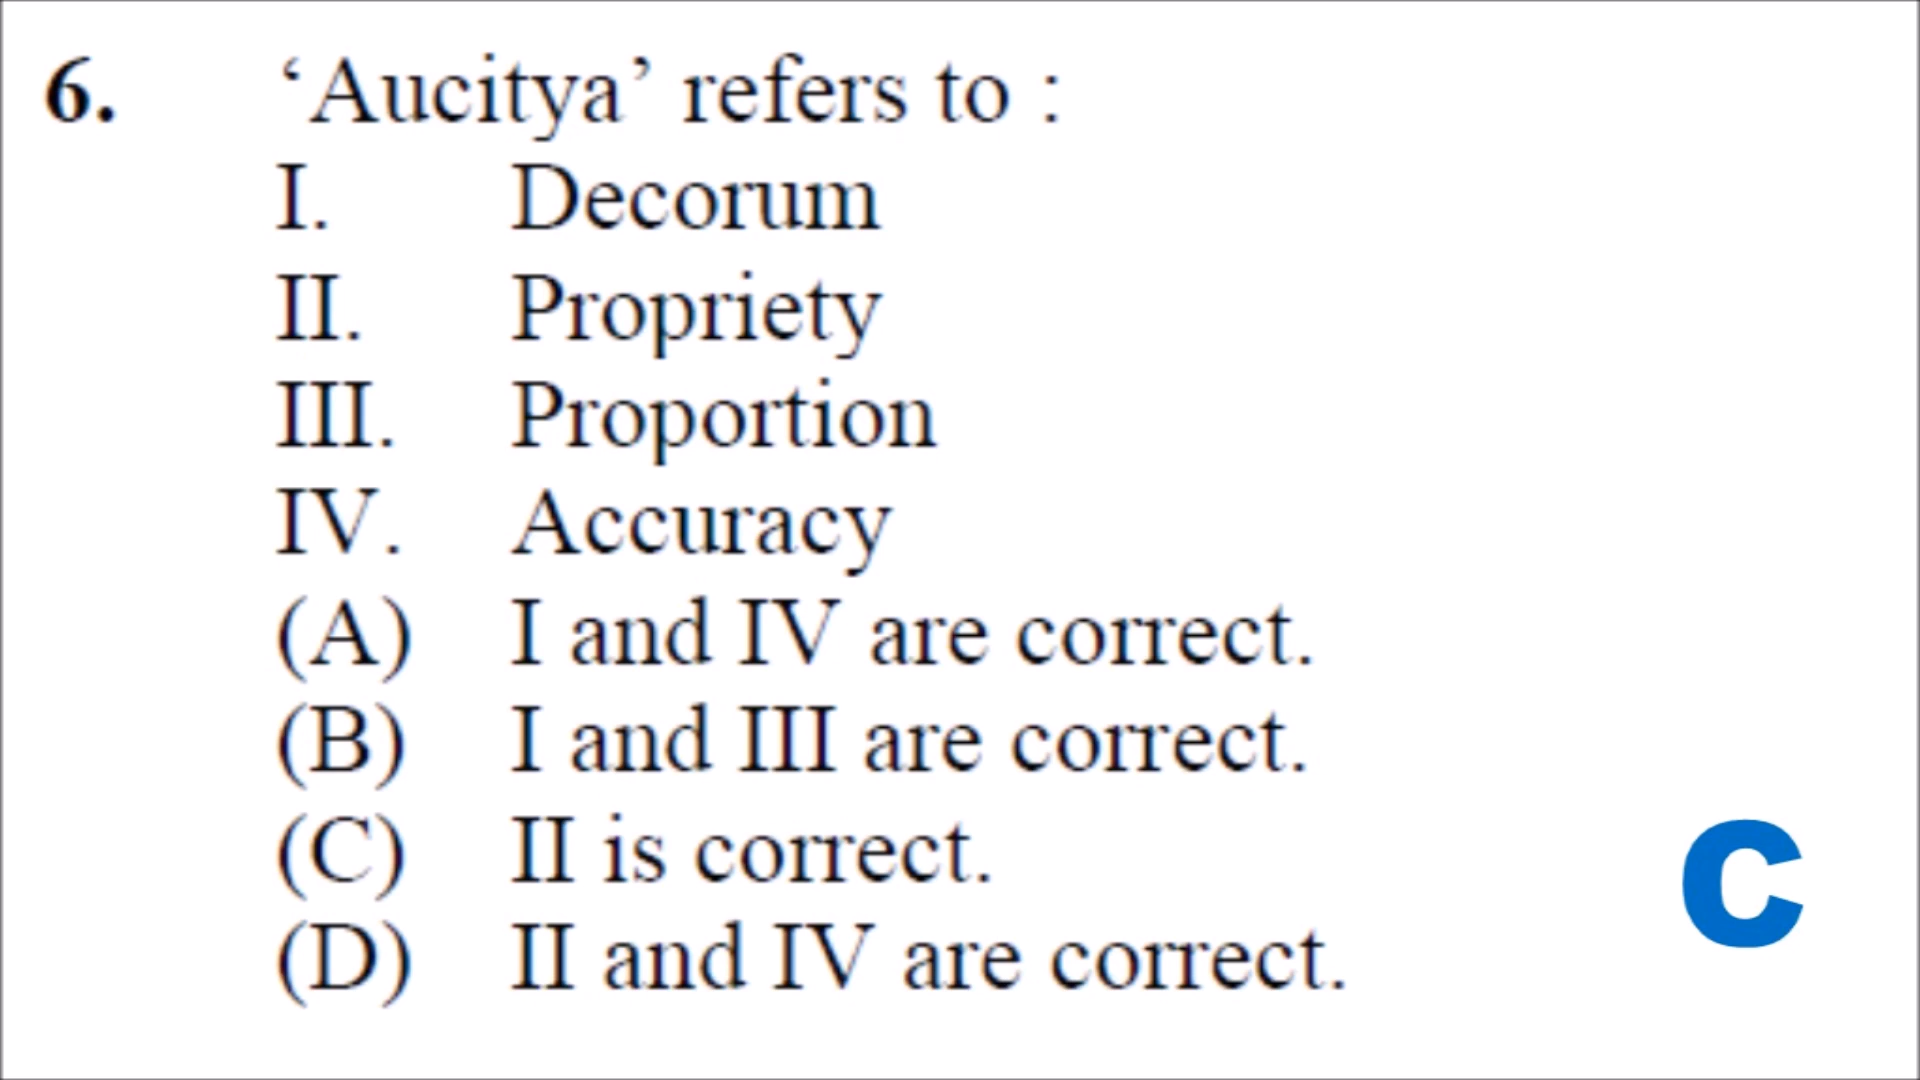 6. ‘Aucitya’ refers to :
I. Decorum
II. Propriety
III. Proportion
IV. Accuracy
(A) I and IV are correct.
(B) I and III are correct.
(C) II is correct.
(D) II and IV are correct.
C